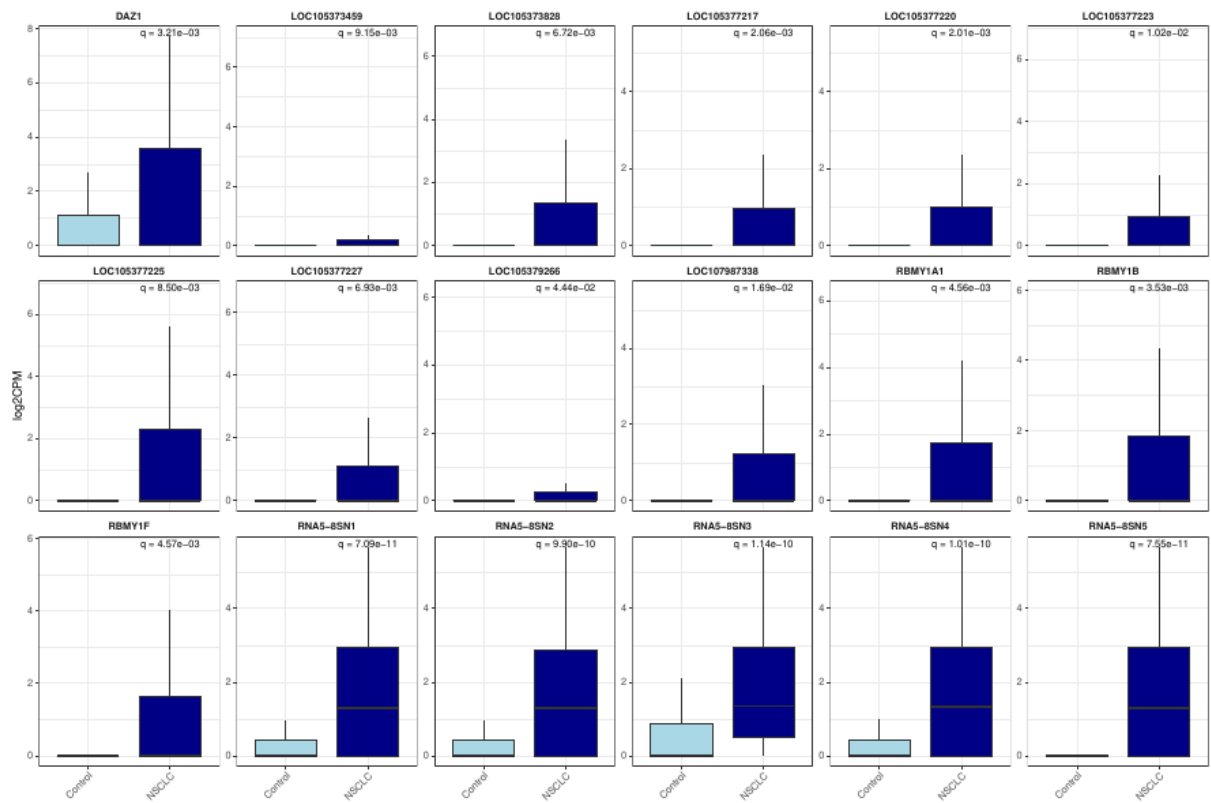 DAZ1 LOC105373459 LOC105373828 LOC105377217 LOC105377220 LOC105377223
q = 3.21e−03 q = 9.15e−03 q = 6.72e−03 q = 2.06e−03 q = 2.01e−03 q = 1.02e−02
8
6 6 6 6
4 4 4 4 4 4
2 2 2 2 2 2
0 0 0 0 0 0
LOC105377225 LOC105377227 LOC105379266 LOC107987338 RBMY1A1 RBMY1B
q = 8.50e−03 q = 6.93e−03 q = 4.44e−02 q = 1.69e−02 q = 4.56e−03 q = 3.53e−03
6 6 6 6 6
4 4 4 4 4 4
log2CPM
2 2 2 2 2 2
0 0 0 0 0 0
RBMY1F RNA5−8SN1 RNA5−8SN2 RNA5−8SN3 RNA5−8SN4 RNA5−8SN5
q = 4.57e−03 q = 7.09e−11 q = 9.90e−10 q = 1.14e−10 q = 1.01e−10 q = 7.55e−11
6
4 4 4 4 4 4
2 2 2 2 2 2
0 0 0 0 0 0
Control NSCLC Control NSCLC Control NSCLC Control NSCLC Control NSCLC Control NSCLC